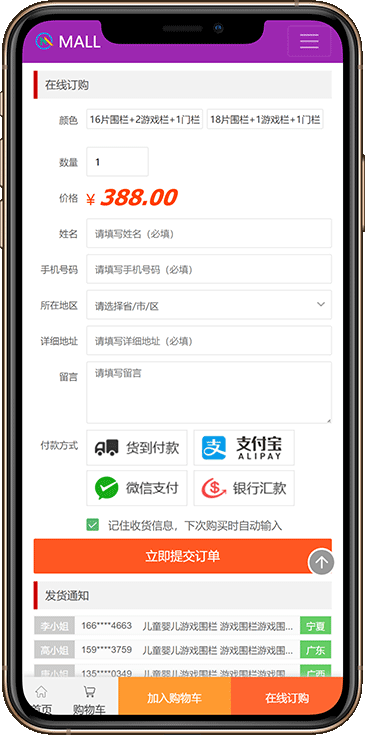 MALL
在线订购
颜色 16片围栏+2游戏栏+1门栏 18片围栏+1游戏栏+1门栏
数量 1
价格 ¥ 388.00
姓名 请填写姓名（必填）
手机号码 请填写手机号码（必填）
所在地区 请选择省/市/区
详细地址 请填写详细地址（必填）
留言 请填写留言
付款方式 货到付款 支付宝 ALIPAY
微信支付 银行汇款
记住收货信息，下次购买时自动输入
立即提交订单
发货通知
李小姐 166****4663 儿童婴儿游戏围栏 游戏围栏游戏围... 宁夏
高小姐 159****3759 儿童婴儿游戏围栏 游戏围栏游戏围... 广东
135****0349 儿童婴儿游戏围栏 游戏围栏游戏围... 广西
首页 购物车 加入购物车 在线订购